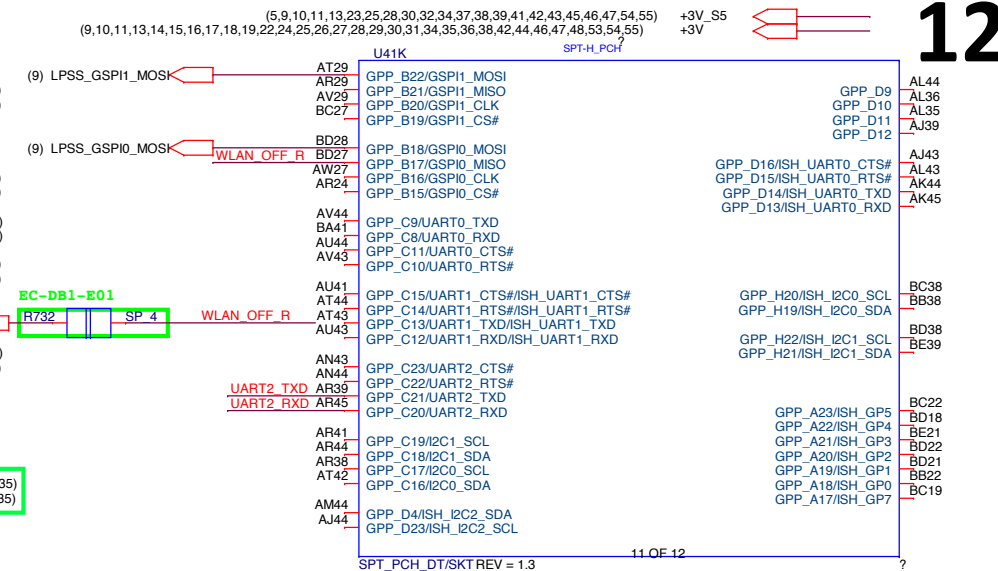 (5,9,10,11,13,23,25,28,30,32,34,37,38,39,41,42,43,45,46,47,54,55) +3V_S5
(9,10,11,13,14,15,16,17,18,19,22,24,25,26,27,28,29,31,34,35,36,38,42,44,46,47,48,53,54,55) +3V
12
?
U41K SPT-H_PCH
(9) LPSS_GSPI1_MOSI AT29 GPP_B22/GSPI1_MOSI
AR29 GPP_B21/GSPI1_MISO GPP_D9 AL44
AV29 GPP_B20/GSPI1_CLK GPP_D10 AL36
BC27 GPP_B19/GSPI1_CS# GPP_D11 AL35
GPP_D12 AJ39
(9) LPSS_GSPI0_MOSI BD28 GPP_B18/GSPI0_MOSI
WLAN_OFF_R BD27 GPP_B17/GSPI0_MISO GPP_D16/ISH_UART0_CTS# AJ43
AW27 GPP_B16/GSPI0_CLK GPP_D15/ISH_UART0_RTS# AL43
AR24 GPP_B15/GSPI0_CS# GPP_D14/ISH_UART0_TXD AK44
GPP_D13/ISH_UART0_RXD AK45
AV44 GPP_C9/UART0_TXD
BA41 GPP_C8/UART0_RXD
AU44 GPP_C11/UART0_CTS#
AV43 GPP_C10/UART0_RTS#
EC-DB1-E01
AU41 GPP_C15/UART1_CTS#/ISH_UART1_CTS# GPP_H20/ISH_I2C0_SCL BC38
AT44 GPP_C14/UART1_RTS#/ISH_UART1_RTS# GPP_H19/ISH_I2C0_SDA BB38
R732 SP_4 WLAN_OFF_R AT43 GPP_C13/UART1_TXD/ISH_UART1_TXD
AU43 GPP_C12/UART1_RXD/ISH_UART1_RXD GPP_H22/ISH_I2C1_SCL BD38
GPP_H21/ISH_I2C1_SDA BE39
AN43 GPP_C23/UART2_CTS#
AN44 GPP_C22/UART2_RTS#
UART2_TXD AR39 GPP_C21/UART2_TXD
UART2_RXD AR45 GPP_C20/UART2_RXD GPP_A23/ISH_GP5 BC22
GPP_A22/ISH_GP4 BD18
AR41 GPP_C19/I2C1_SCL GPP_A21/ISH_GP3 BE21
AR44 GPP_C18/I2C1_SDA GPP_A20/ISH_GP2 BD22
AR38 GPP_C17/I2C0_SCL GPP_A19/ISH_GP1 BD21
AT42 GPP_C16/I2C0_SDA GPP_A18/ISH_GP0 BB22
35) GPP_A17/ISH_GP7 BC19
35)
AM44 GPP_D4/ISH_I2C2_SDA
AJ44 GPP_D23/ISH_I2C2_SCL
11 OF 12
SPT_PCH_DT/SKT REV = 1.3 ?